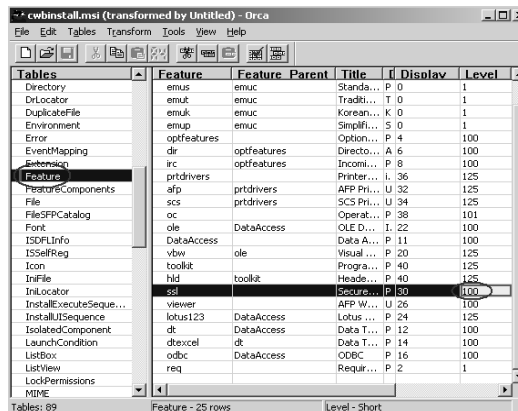 cwbinstall.msi (transformed by Untitled) - Orca
File Edit Tables Transform Tools View Help
Tables
Directory
DrLocator
DuplicateFile
Environment
Error
EventMapping
Extension
Feature
FeatureComponents
File
FileSFPCatalog
Font
ISDFLInfo
ISSelfReg
Icon
IniFile
IniLocator
InstallExecuteSeque...
InstallUISequence
IsolatedComponent
LaunchCondition
ListBox
ListView
LockPermissions
MIME
Feature Feature_Parent Title D Display Level
emus emuc Standa... P 0 1
emut emuc Traditi... T 0 1
emuk emuc Korean... K 0 1
emup emuc Simplifi... S 0 1
optfeatures Option... P 4 100
dir optfeatures Directo... A 6 100
irc optfeatures Incomi... P 8 100
prtdrivers Printer... i. 36 125
afp prtdrivers AFP Pri... U 32 125
scs prtdrivers SCS Pri... U 34 125
oc Operat... P 38 101
ole DataAccess OLE D... I. 22 100
DataAccess Data A... P 11 100
vbw ole Visual ... P 20 125
toolkit Progra... P 40 125
hld toolkit Heade... P 40 125
ssl Secure... P 30 100
viewer AFP W... U 26 100
lotus123 DataAccess Lotus ... P 24 125
dt DataAccess Data T... P 12 100
dtexcel dt Data T... P 14 100
odbc DataAccess ODBC P 16 100
req Requir... P 2 1
Tables: 89
Feature - 25 rows
Level - Short